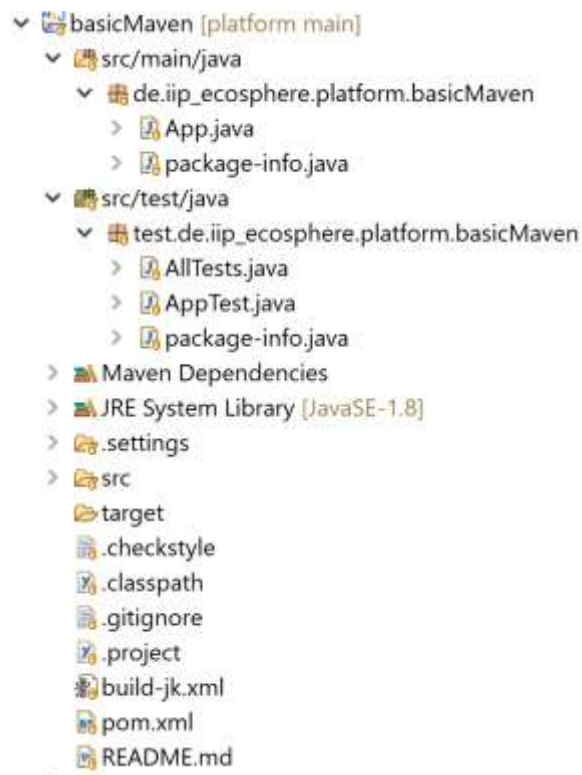 basicMaven [platform main]
src/main/java
de.iip_ecosphere.platform.basicMaven
App.java
package-info.java
src/test/java
test.de.iip_ecosphere.platform.basicMaven
AllTests.java
AppTest.java
package-info.java
Maven Dependencies
JRE System Library [JavaSE-1.8]
.settings
src
target
.checkstyle
.classpath
.gitignore
.project
build-jk.xml
pom.xml
README.md